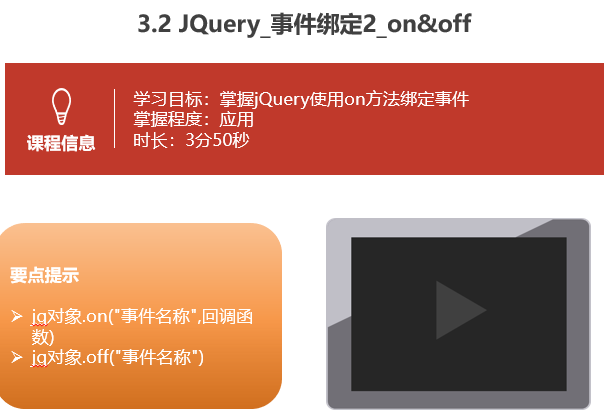 3.2 JQuery_事件绑定2_on&off
课程信息
学习目标：掌握jQuery使用on方法绑定事件
掌握程度：应用
时长：3分50秒
要点提示
➢ jq对象.on("事件名称",回调函
数)
➢ jq对象.off("事件名称")